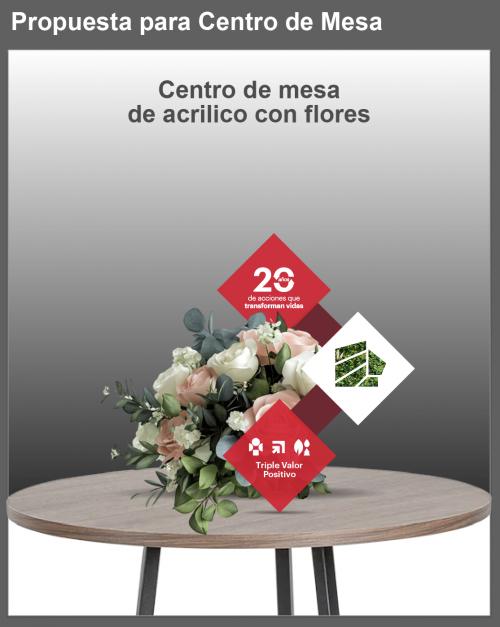 Propuesta para Centro de Mesa
Centro de mesa
de acrilico con flores
20
años
de acciones que
transforman vidas
Triple Valor
Positivo